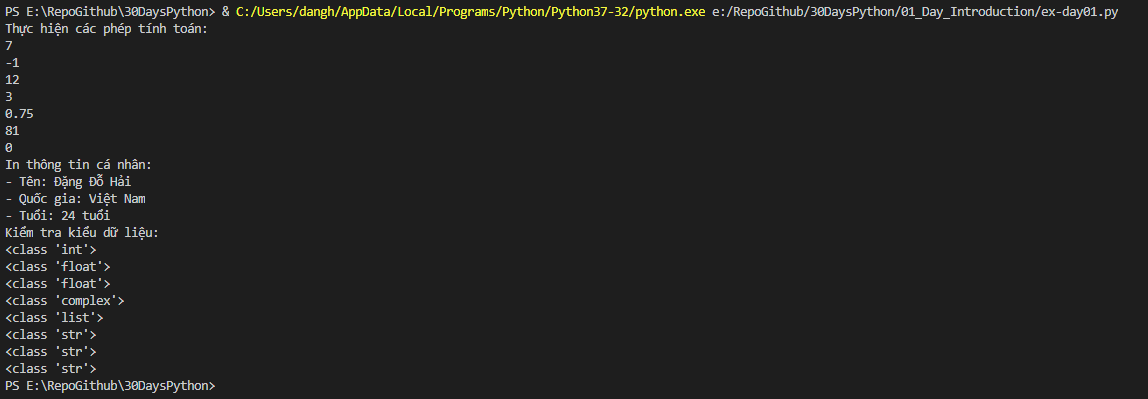 PS E:\RepoGithub\30DaysPython> & C:/Users/dangh/AppData/Local/Programs/Python/Python37-32/python.exe e:/RepoGithub/30DaysPython/01_Day_Introduction/ex-day01.py
Thực hiện các phép tính toán:
7
-1
12
3
0.75
81
0
In thông tin cá nhân:
- Tên: Đặng Đỗ Hải
- Quốc gia: Việt Nam
- Tuổi: 24 tuổi
Kiểm tra kiểu dữ liệu:
<class 'int'>
<class 'float'>
<class 'float'>
<class 'complex'>
<class 'list'>
<class 'str'>
<class 'str'>
<class 'str'>
PS E:\RepoGithub\30DaysPython>